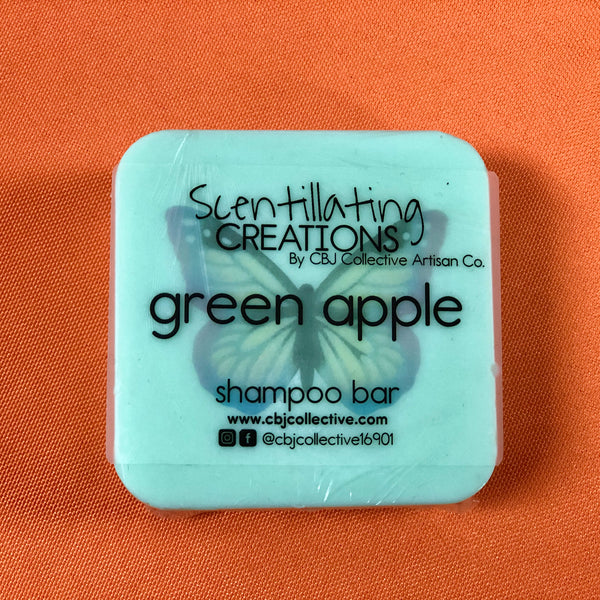 Scentillating
CREATIONS
By CBJ Collective Artisan Co.
green apple
shampoo bar
www.cbjcollective.com
@cbjcollective16901